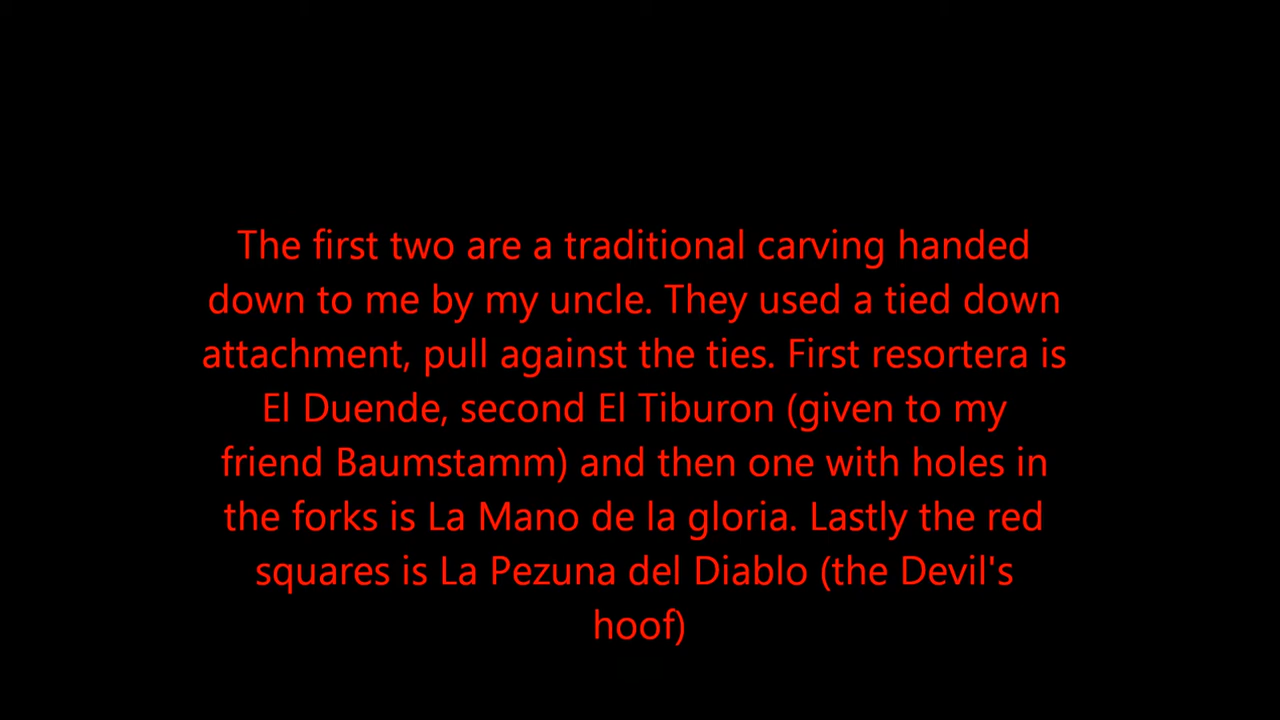 The first two are a traditional carving handed
down to me by my uncle. They used a tied down
attachment, pull against the ties. First resortera is
El Duende, second El Tiburon (given to my
friend Baumstamm) and then one with holes in
the forks is La Mano de la gloria. Lastly the red
squares is La Pezuna del Diablo (the Devil's
hoof)